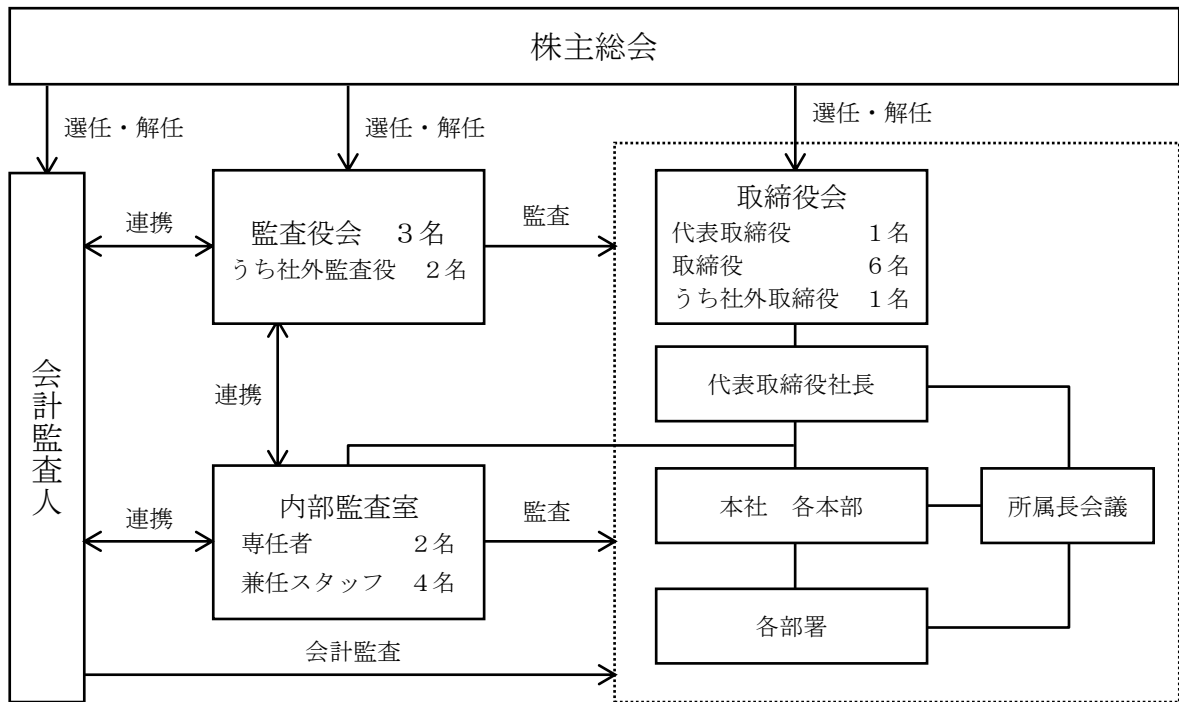 株主総会
選任・解任
選任・解任
選任・解任
会計監査人
連携
監査役会　３名
うち社外監査役　２名
監査
取締役会
代表取締役　　　１名
取締役　　　　　６名
うち社外取締役　１名
代表取締役社長
連携
連携
内部監査室
専任者　　　　　２名
兼任スタッフ　４名
監査
本社　各本部
所属長会議
各部署
会計監査